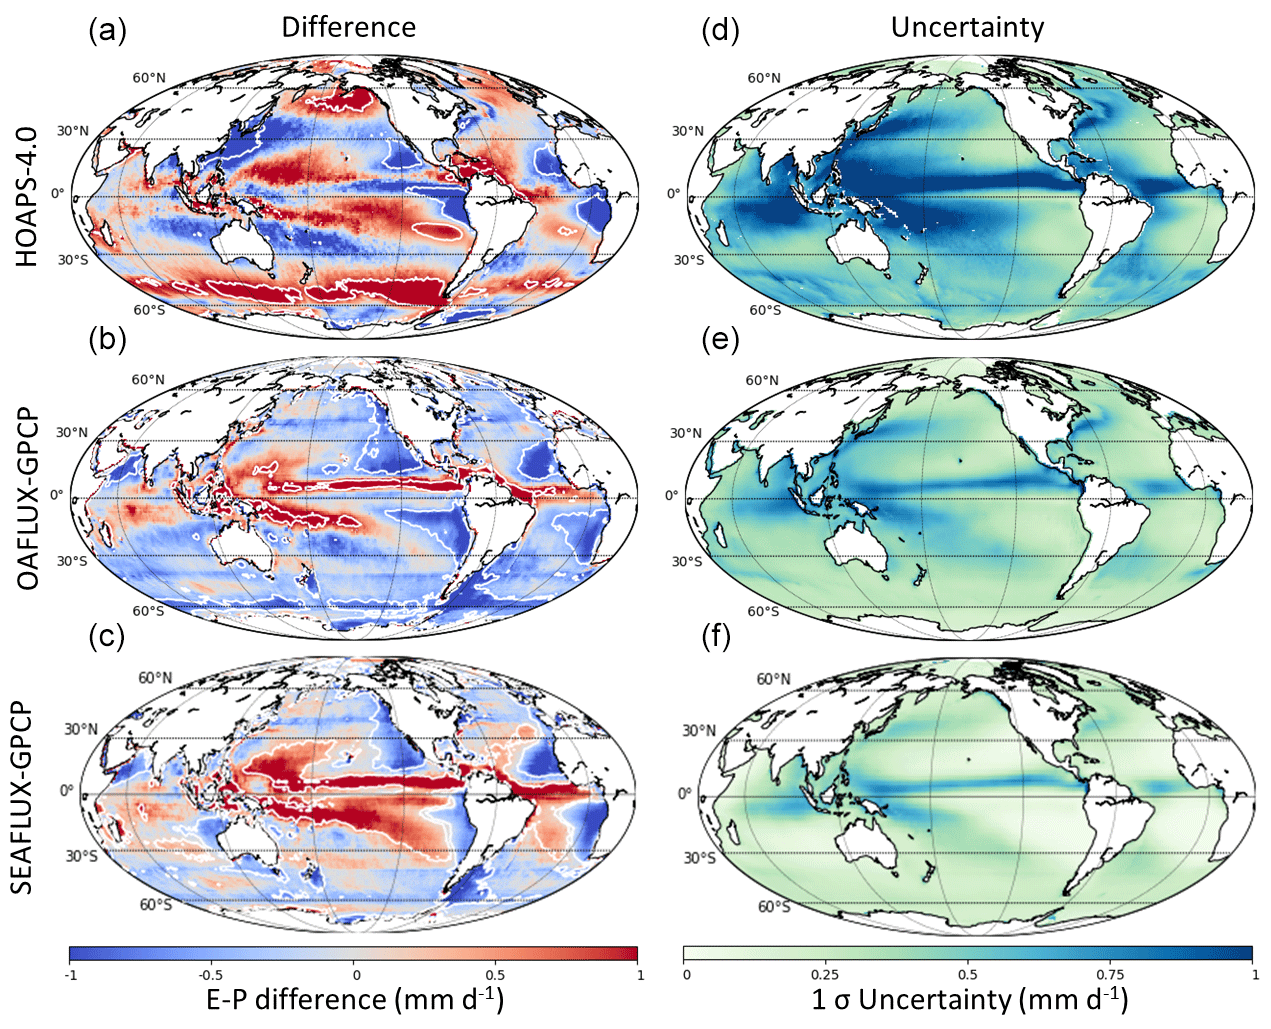 (a) Difference (d) Uncertainty
HOAPS-4.0
60°N 60°N
30°N 30°N
0° 0°
30°S 30°S
60°S 60°S
(b) (e)
OAFLUX-GPCP
60°N 60°N
30°N 30°N
0° 0°
30°S 30°S
60°S 60°S
(c) (f)
SEAFLUX-GPCP
60°N 60°N
30°N 30°N
0° 0°
30°S 30°S
60°S 60°S
-1 -0.5 0 0.5 1 0 0.25 0.5 0.75 1
E-P difference (mm d⁻¹) 1 σ Uncertainty (mm d⁻¹)